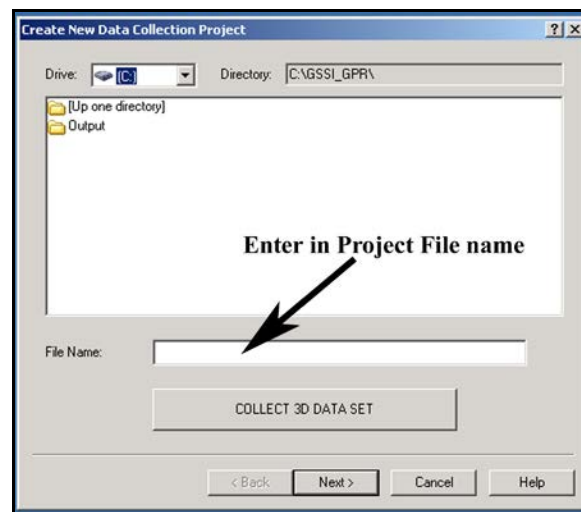 Create New Data Collection Project
Drive: [C:] Directory: C:\GSSI_GPR\
[Up one directory]
Output
Enter in Project File name
File Name:
COLLECT 3D DATA SET
< Back Next > Cancel Help